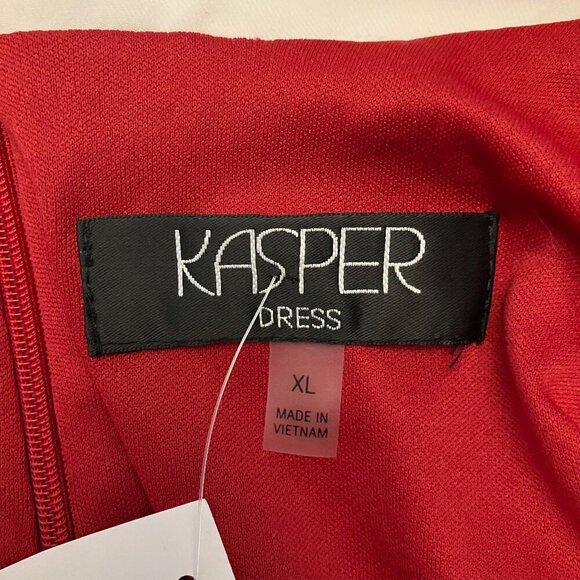 KASPER
DRESS
XL
MADE IN
VIETNAM